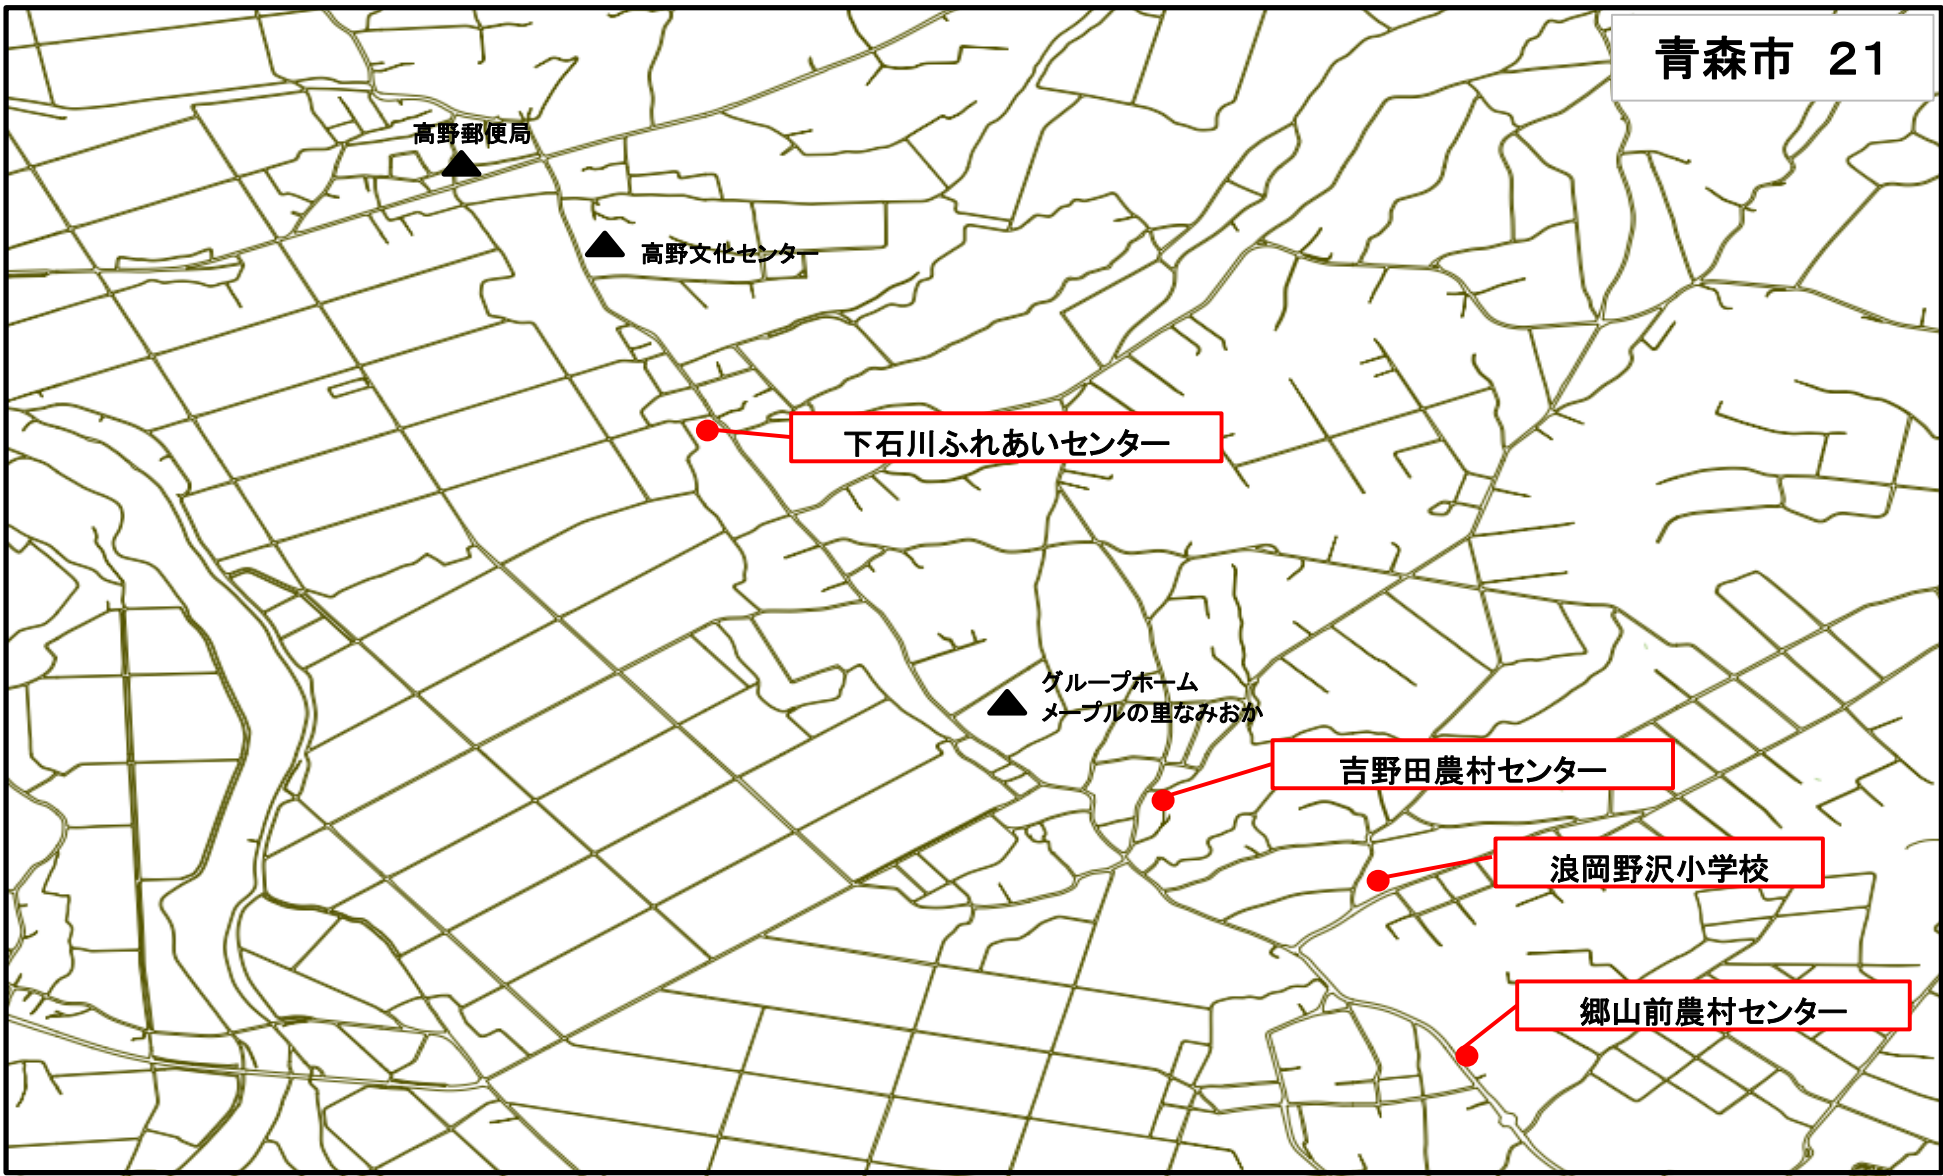 青森市　２１
高野郵便局
高野文化センター
下石川ふれあいセンター
グループホーム
メープルの里なみおか
吉野田農村センター
浪岡野沢小学校
郷山前農村センター